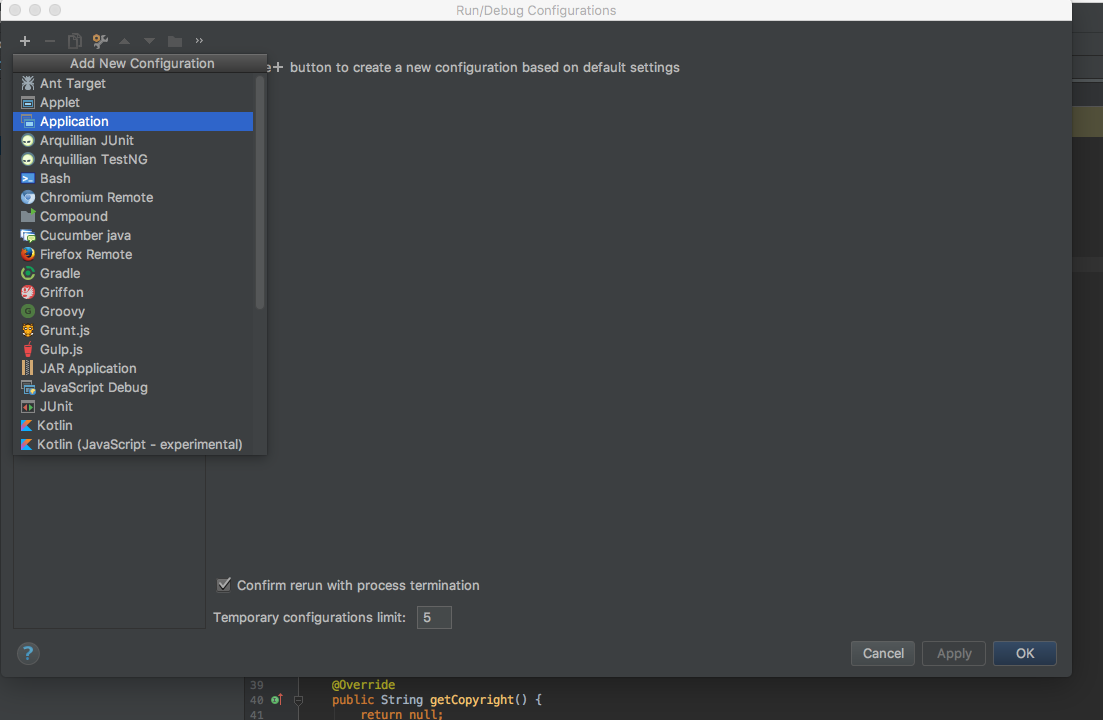 Run/Debug Configurations
»
Add New Configuration
e+ button to create a new configuration based on default settings
Ant Target
Applet
Application
Arquillian JUnit
Arquillian TestNG
Bash
Chromium Remote
Compound
Cucumber java
Firefox Remote
Gradle
Griffon
Groovy
Grunt.js
Gulp.js
JAR Application
JavaScript Debug
JUnit
Kotlin
Kotlin (JavaScript - experimental)
Confirm rerun with process termination
Temporary configurations limit: 5
? Cancel Apply OK
39 @Override
40 public String getCopyright() {
41 return null;